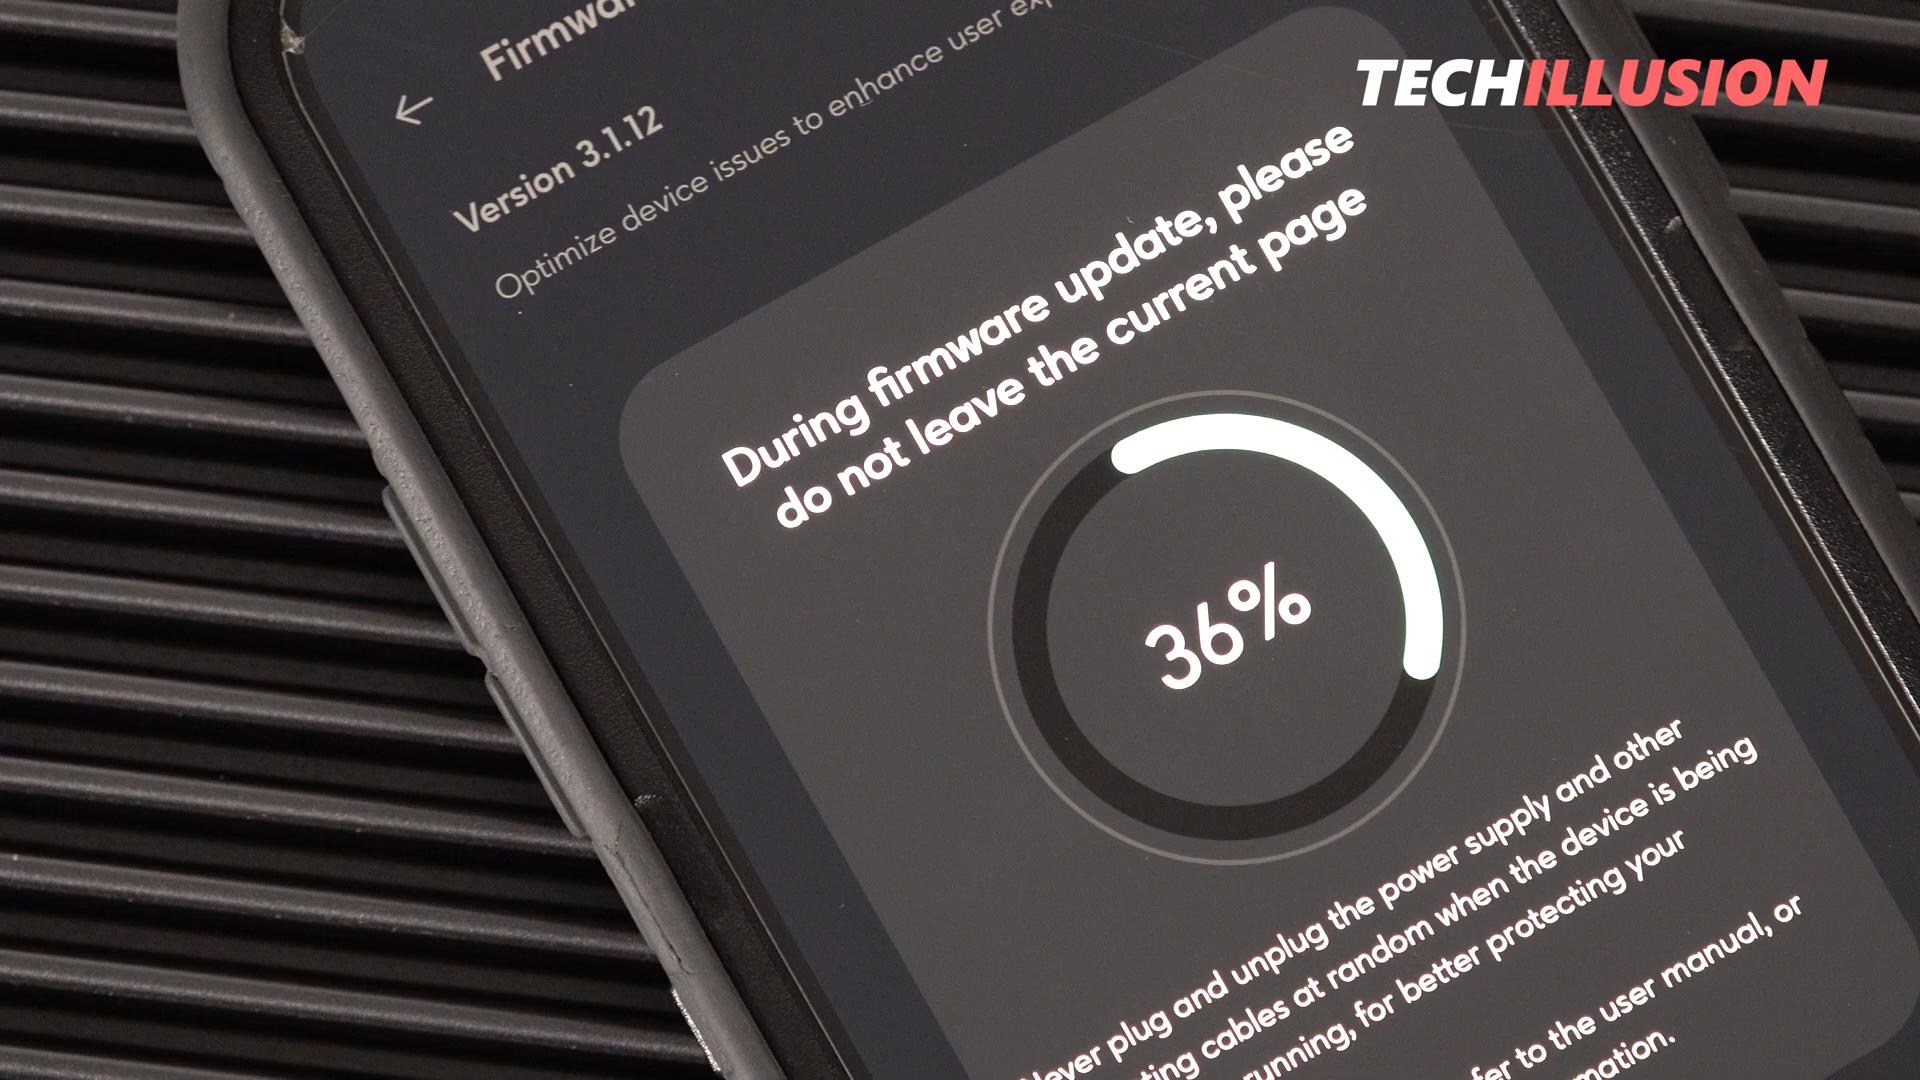 TECHILLUSION
Version 3.1.12
Optimize device issues to enhance user
During firmware update, please
do not leave the current page
36%
plug and unplug the power supply and other
cables at random when the device is being
running, for better protecting your
to the user manual, or